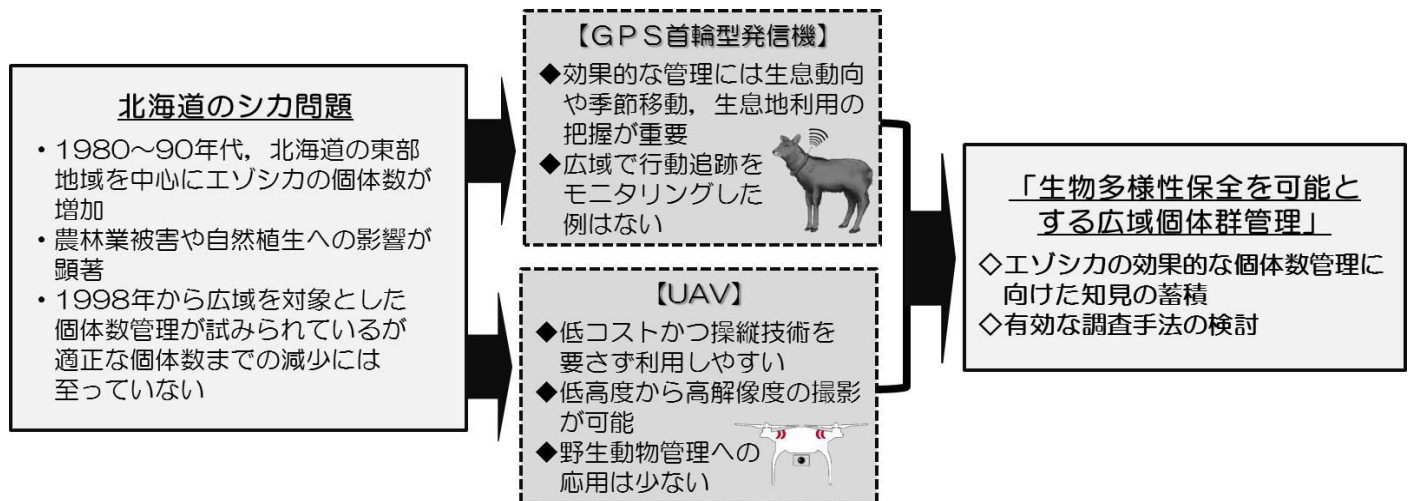 北海道のシカ問題
・1980～90年代，北海道の東部
地域を中心にエゾシカの個体数が
増加
・農林業被害や自然植生への影響が
顕著
・1998年から広域を対象とした
個体数管理が試みられているが
適正な個体数までの減少には
至っていない
【GPS首輪型発信機】
◆効果的な管理には生息動向
や季節移動，生息地利用の
把握が重要
◆広域で行動追跡を
モニタリングした
例はない
【UAV】
◆低コストかつ操縦技術を
要さず利用しやすい
◆低高度から高解像度の撮影
が可能
◆野生動物管理への
応用は少ない
「生物多様性保全を可能と
する広域個体群管理」
◇エゾシカの効果的な個体数管理に
向けた知見の蓄積
◇有効な調査手法の検討